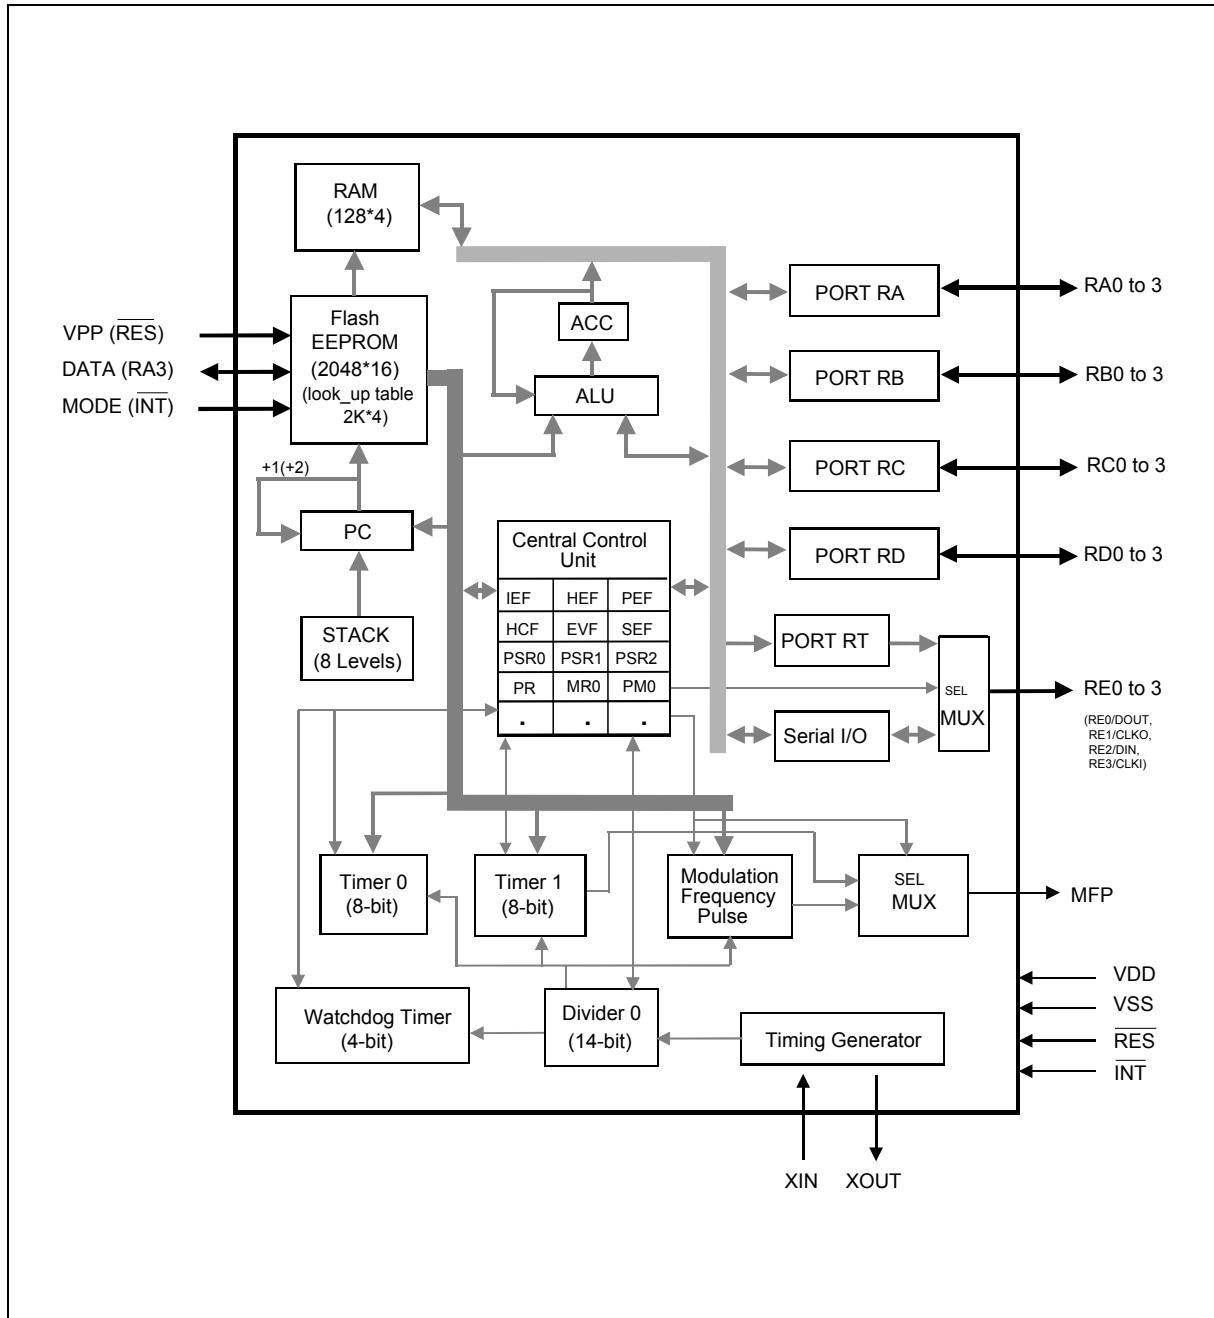 RAM
(128*4)
VPP (RES)
DATA (RA3)
MODE (INT)
Flash
EEPROM
(2048*16)
(look_up table
2K*4)
ACC
ALU
+1(+2)
PC
STACK
(8 Levels)
Central Control
Unit
IEF HEF PEF
HCF EVF SEF
PSR0 PSR1 PSR2
PR MR0 PM0
. . .
PORT RA
RA0 to 3
PORT RB
RB0 to 3
PORT RC
RC0 to 3
PORT RD
RD0 to 3
PORT RT
Serial I/O
SEL
MUX
RE0 to 3
(RE0/DOUT,
RE1/CLKO,
RE2/DIN,
RE3/CLKI)
Timer 0
(8-bit)
Timer 1
(8-bit)
Modulation
Frequency
Pulse
SEL
MUX
MFP
Watchdog Timer
(4-bit)
Divider 0
(14-bit)
Timing Generator
VDD
VSS
RES
INT
XIN
XOUT